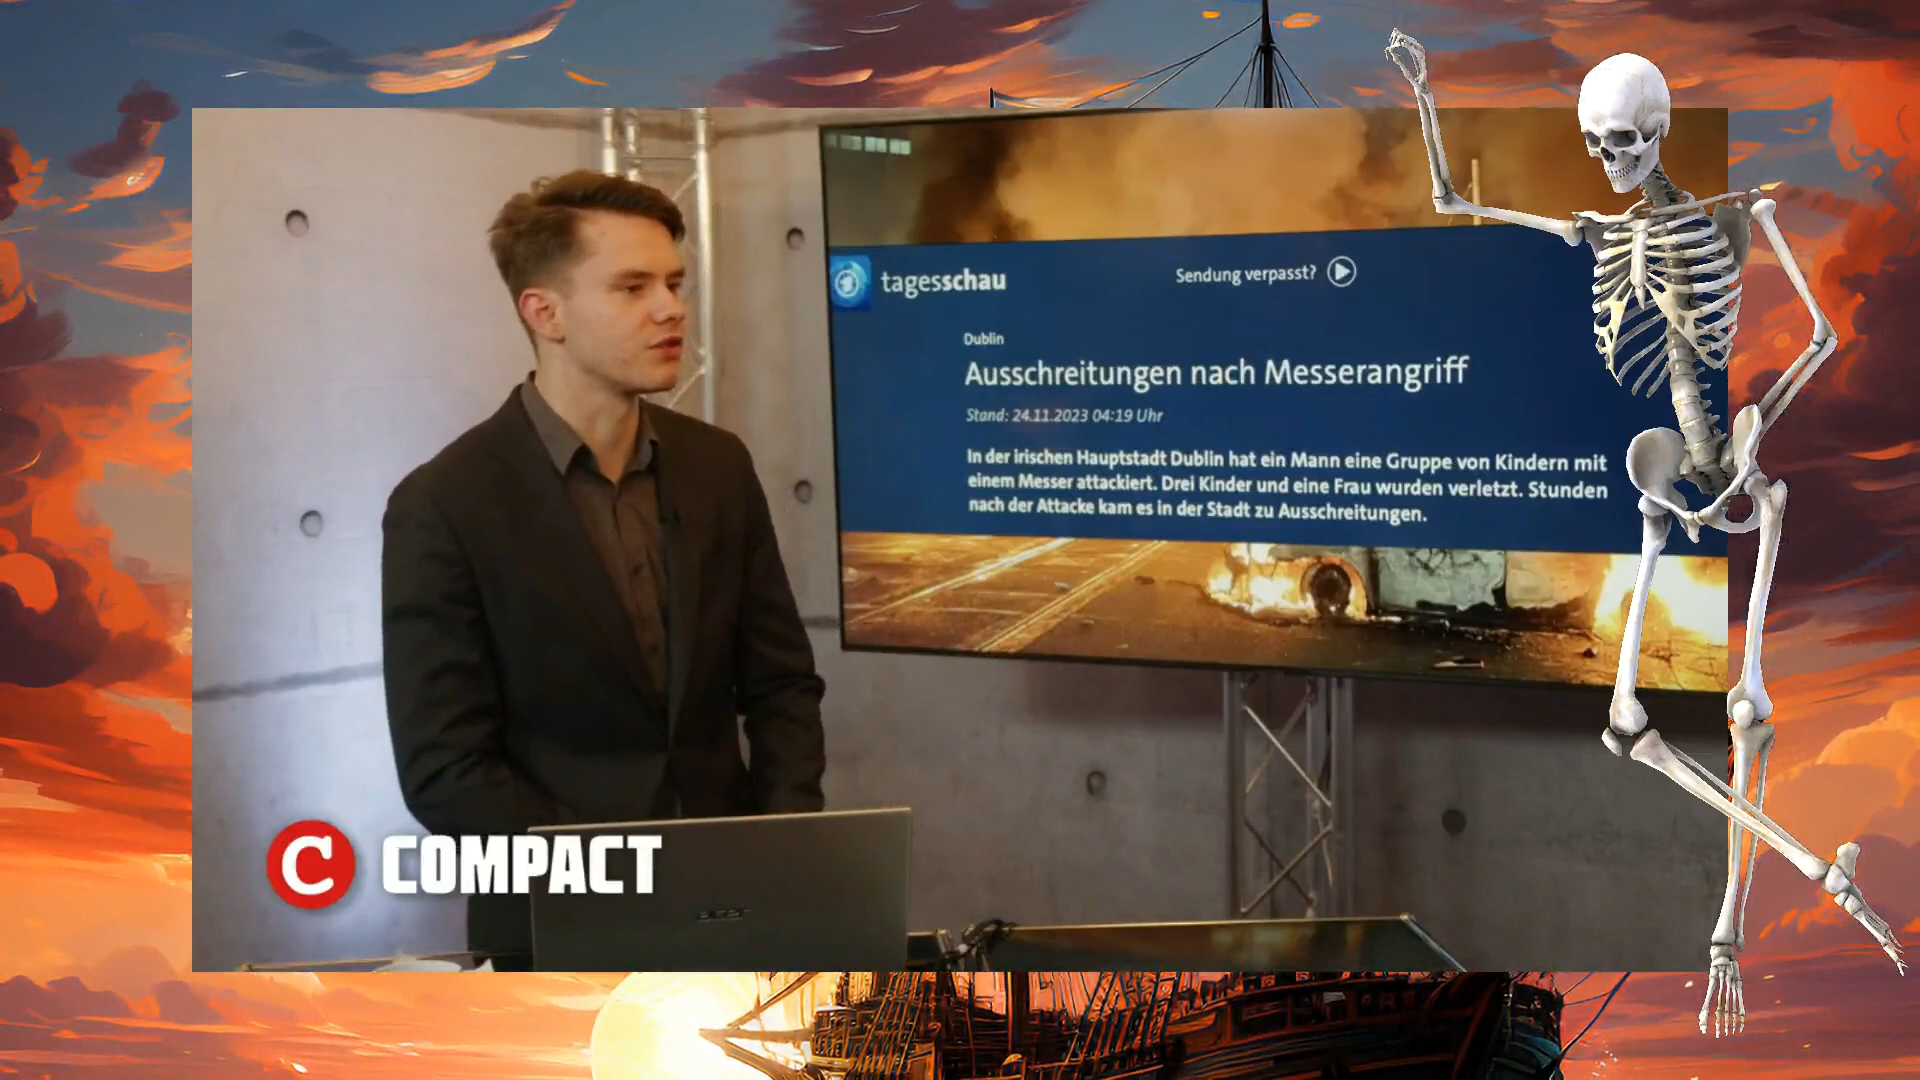 tagesschau
Sendung verpasst?
Dublin
Ausschreitungen nach Messerangriff
Stand: 24.11.2023 04:19 Uhr
In der irischen Hauptstadt Dublin hat ein Mann eine Gruppe von Kindern mit
einem Messer attackiert. Drei Kinder und eine Frau wurden verletzt. Stunden
nach der Attacke kam es in der Stadt zu Ausschreitungen.
C COMPACT
acer